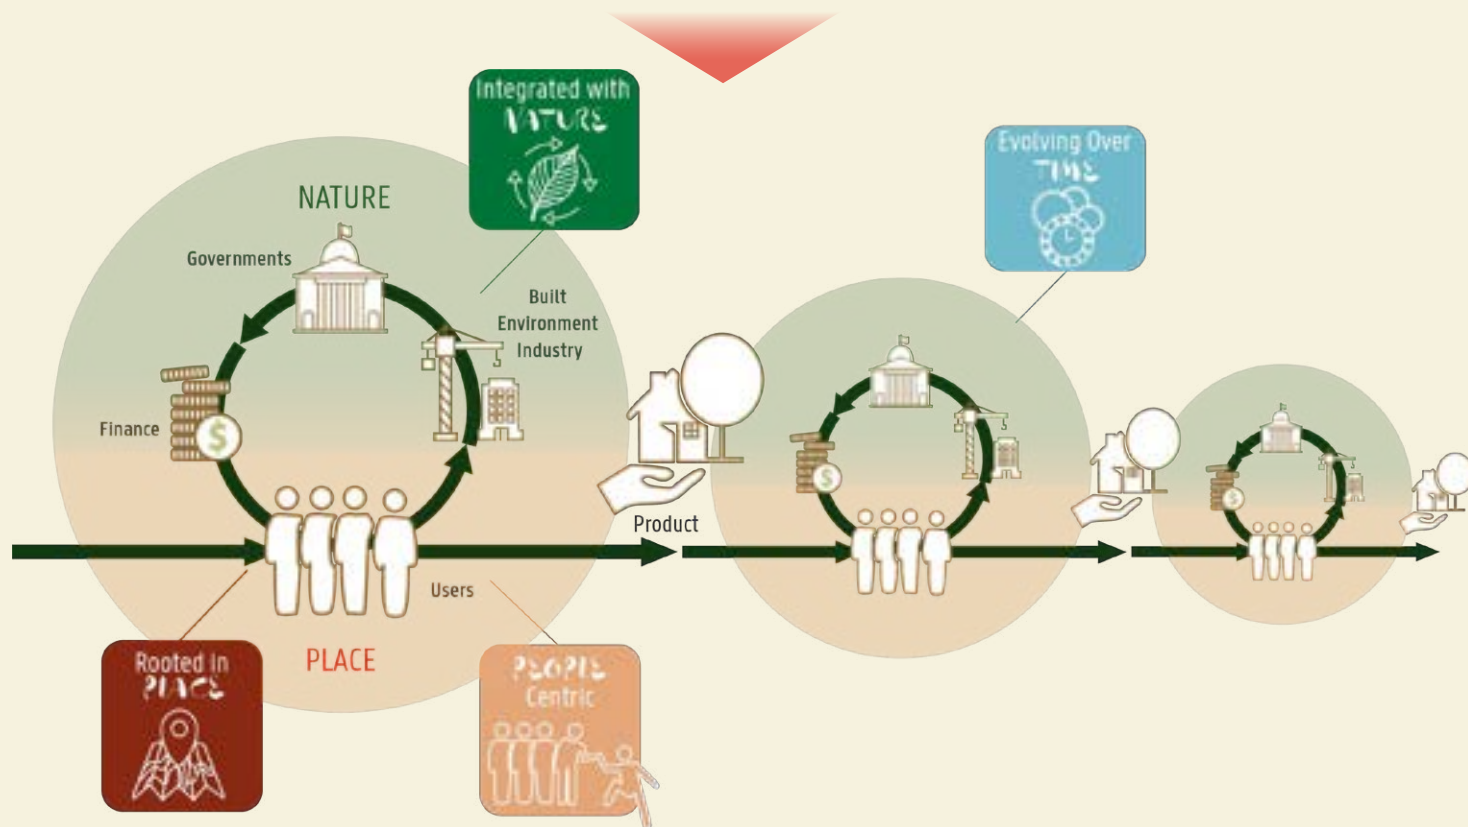 Integrated with
NATURE
Evolving Over
TIME
NATURE
Governments
Built
Environment
Industry
Finance
$
Product
Users
Rooted in
PLACE
PLACE
PEOPLE
Centric
$
$